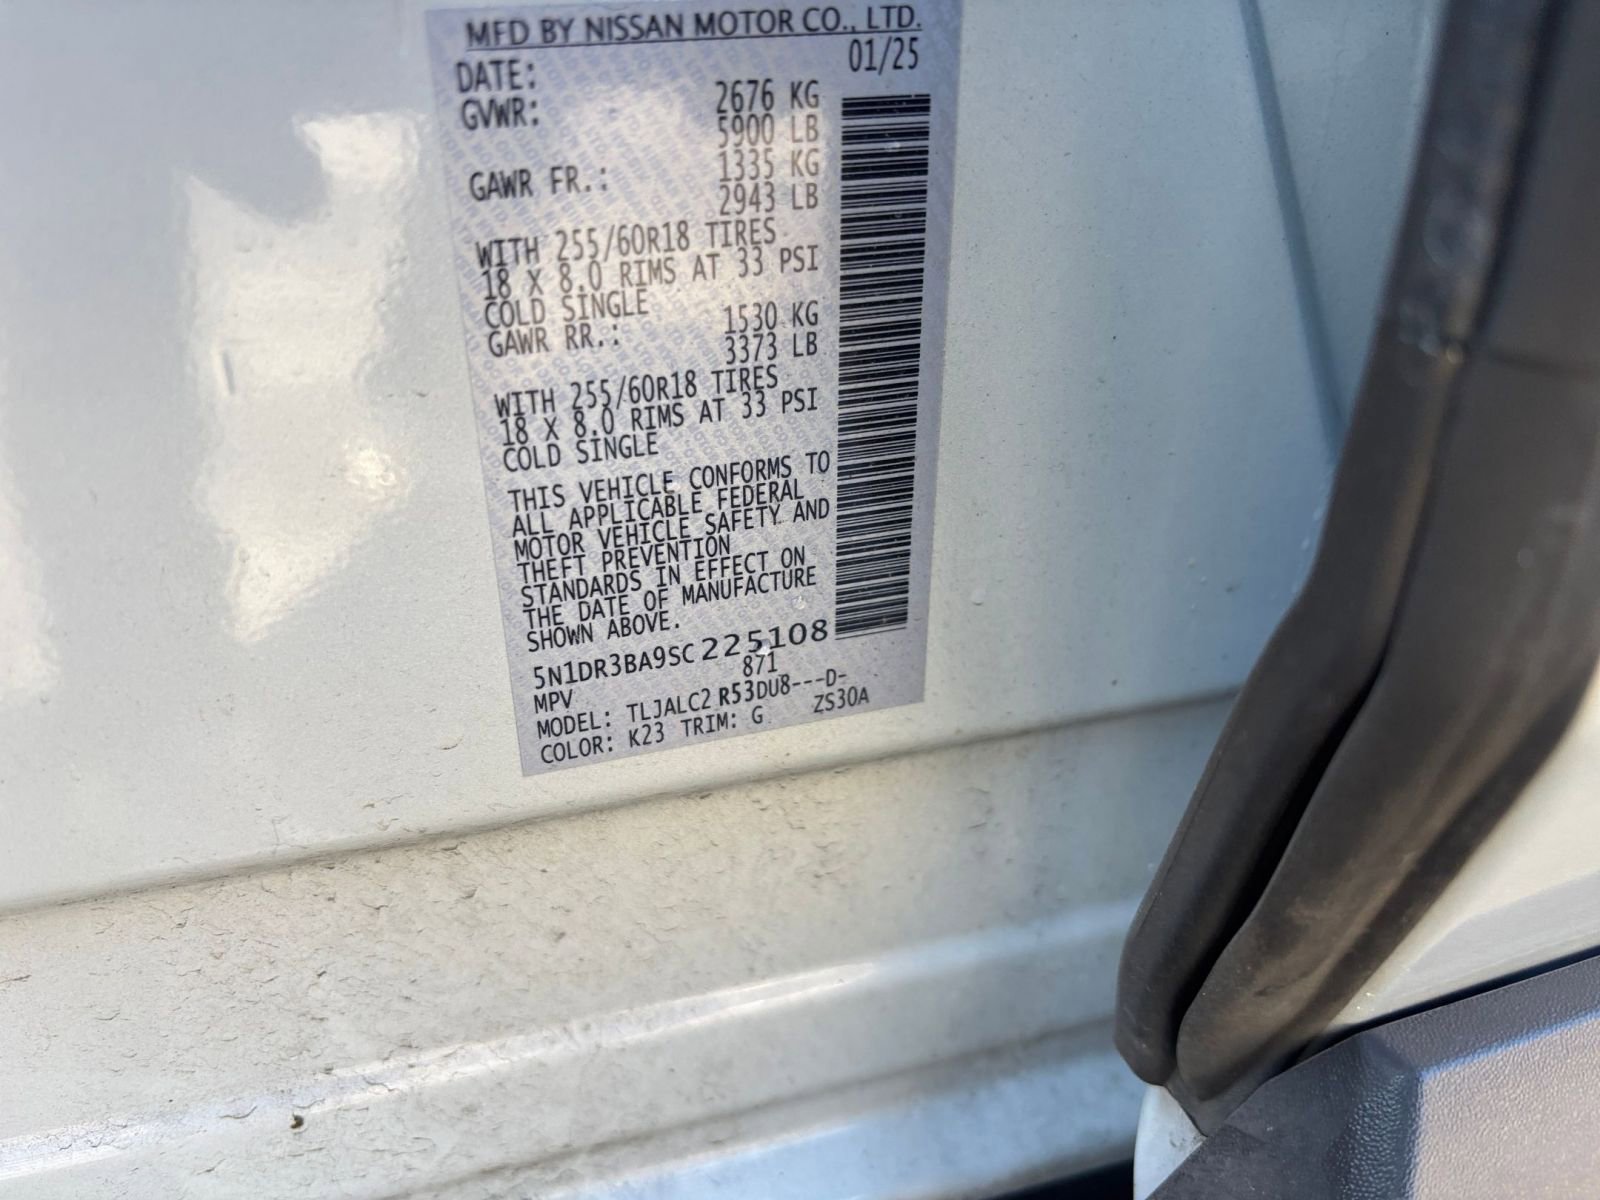 MFD BY NISSAN MOTOR CO., LTD.
DATE: 01/25
GVWR: 2676 KG
5900 LB
GAWR FR.: 1335 KG
2943 LB
WITH 255/60R18 TIRES
18 X 8.0 RIMS AT 33 PSI
COLD SINGLE
GAWR RR.: 1530 KG
3373 LB
WITH 255/60R18 TIRES
18 X 8.0 RIMS AT 33 PSI
COLD SINGLE
THIS VEHICLE CONFORMS TO
ALL APPLICABLE FEDERAL
MOTOR VEHICLE SAFETY AND
THEFT PREVENTION
STANDARDS IN EFFECT ON
THE DATE OF MANUFACTURE
SHOWN ABOVE.
5N1DR3BA9SC225108
MPV 871
MODEL: TLJALC2 R53DU8---D-
COLOR: K23 TRIM: G ZS30A